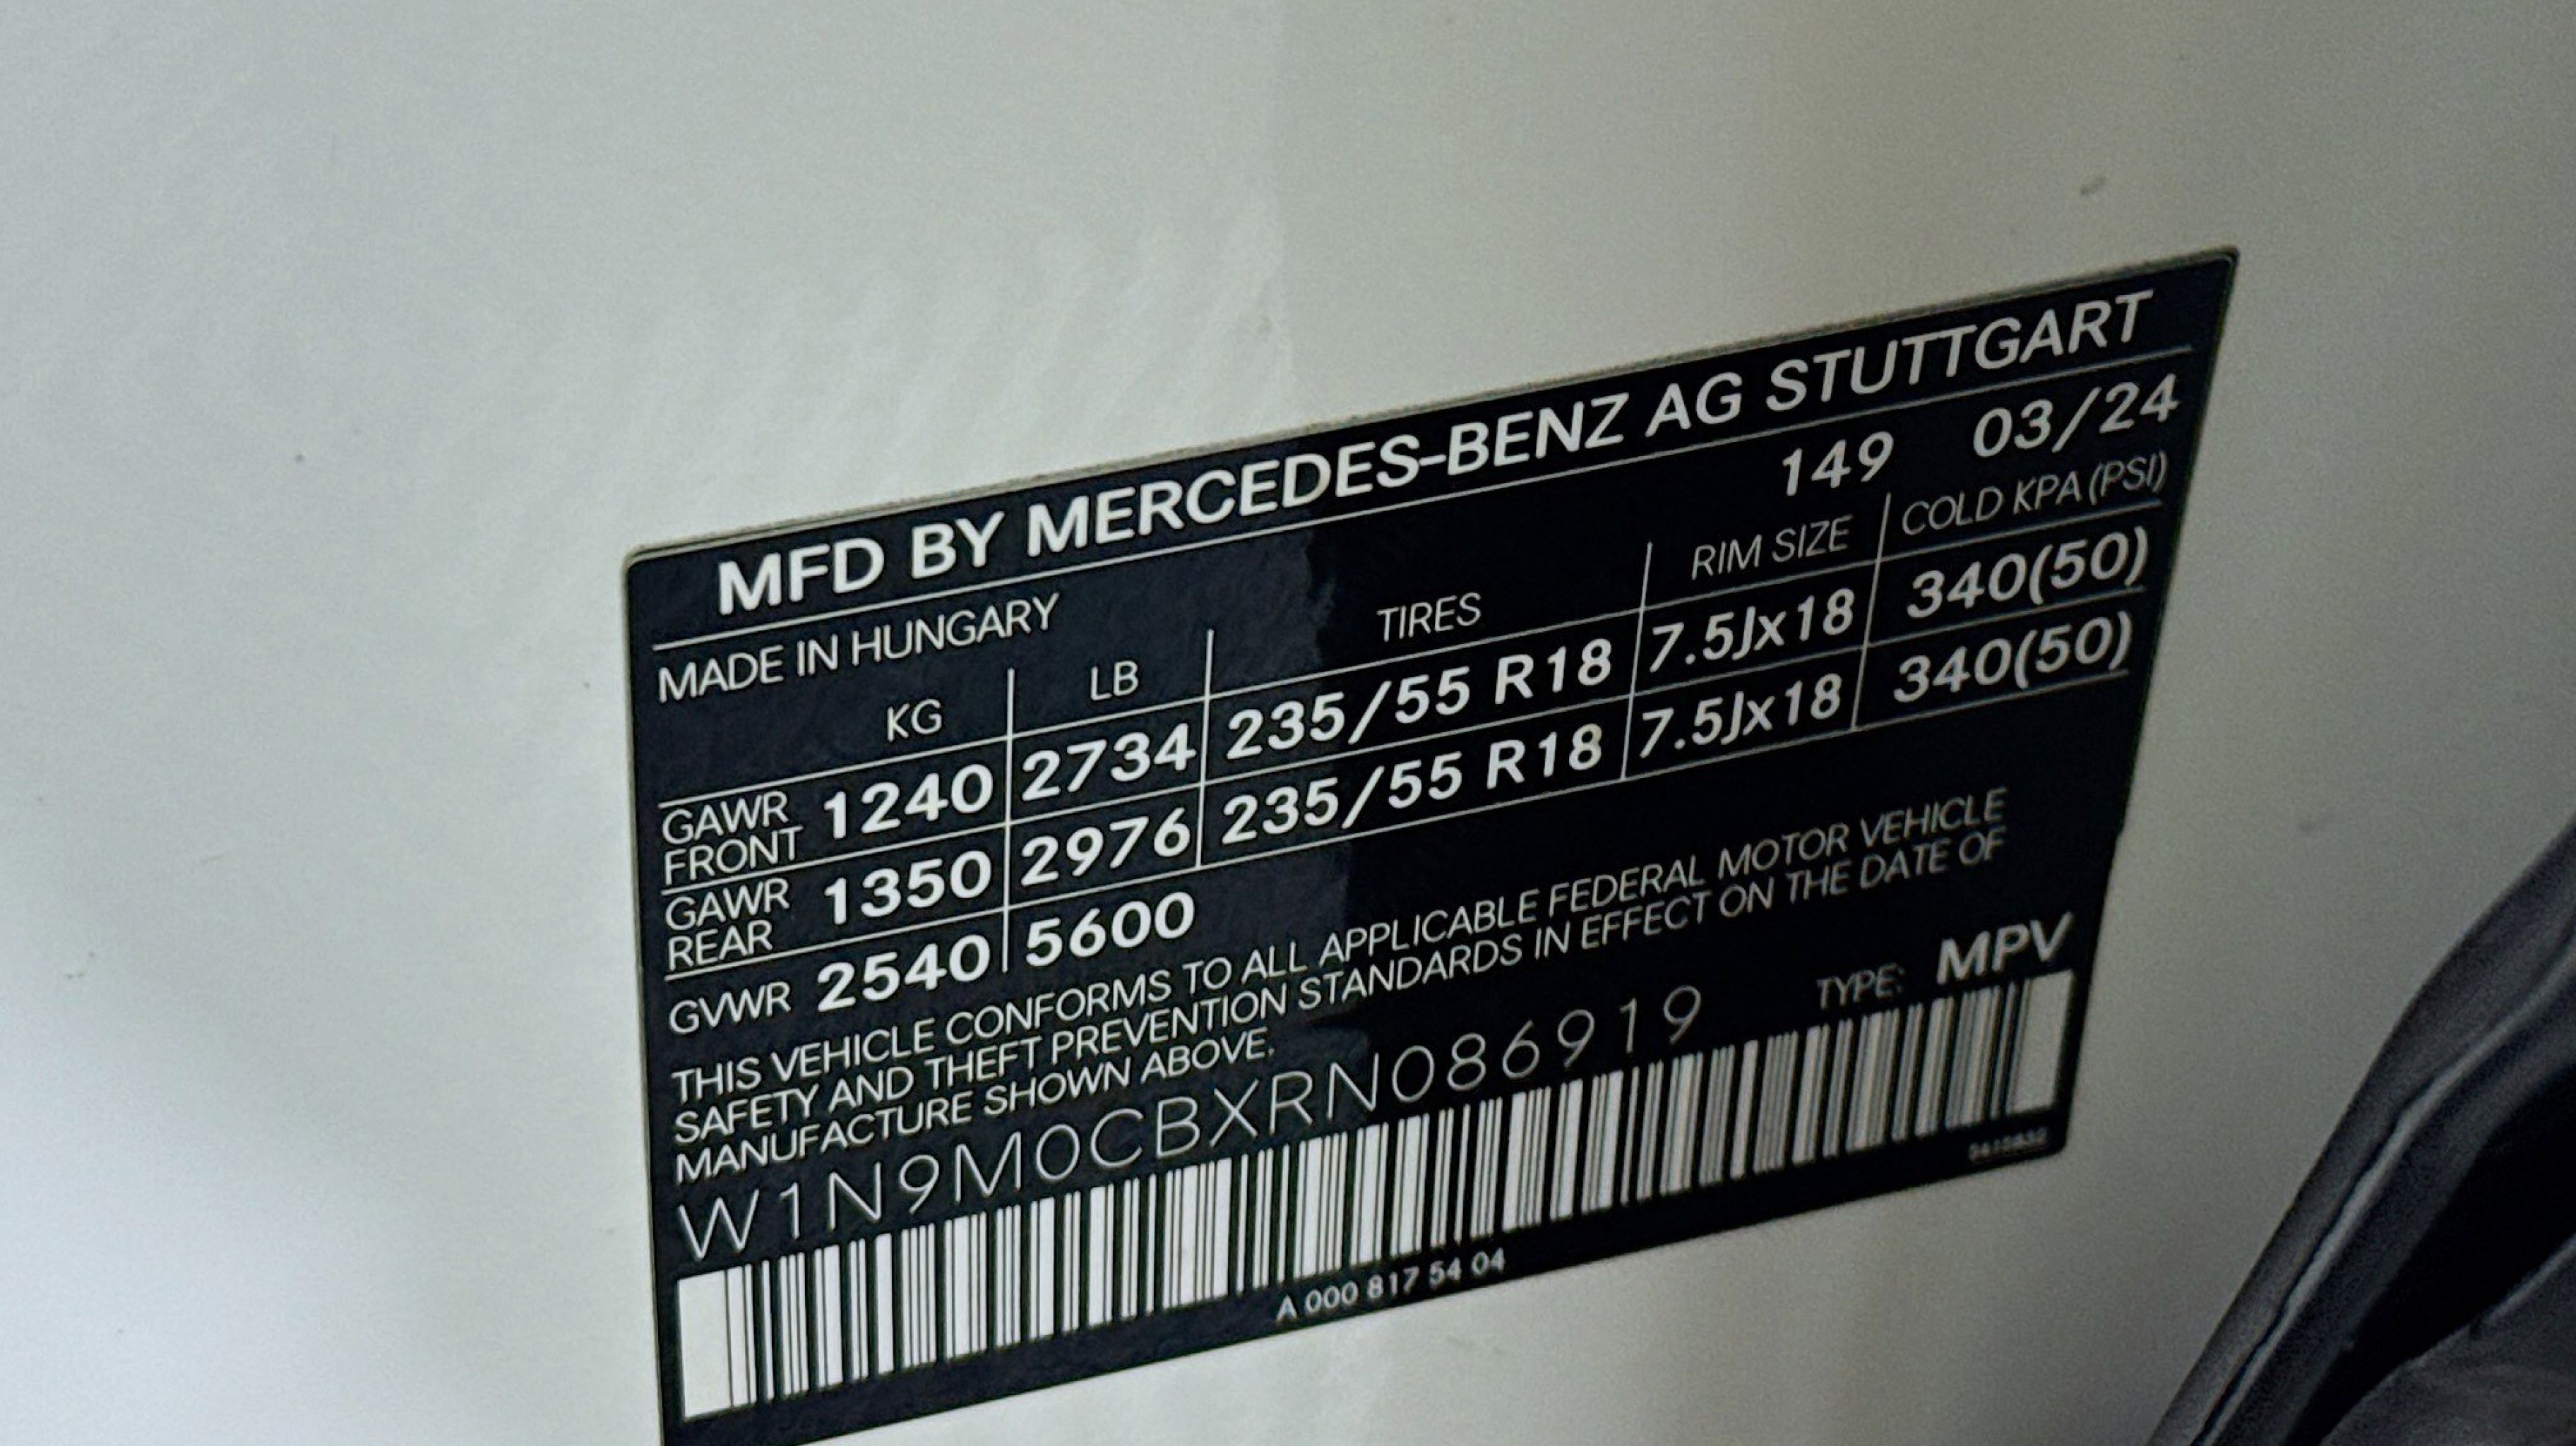 MFD BY MERCEDES-BENZ AG STUTTGART
MADE IN HUNGARY 149 03/24
KG LB TIRES RIM SIZE COLD KPA (PSI)
GAWR FRONT 1240 2734 235/55 R18 7.5Jx18 340(50)
GAWR REAR 1350 2976 235/55 R18 7.5Jx18 340(50)
GVWR 2540 5600
THIS VEHICLE CONFORMS TO ALL APPLICABLE FEDERAL MOTOR VEHICLE
SAFETY AND THEFT PREVENTION STANDARDS IN EFFECT ON THE DATE OF
MANUFACTURE SHOWN ABOVE.
W1N9M0CBXRN086919 TYPE: MPV
A 000 817 54 04